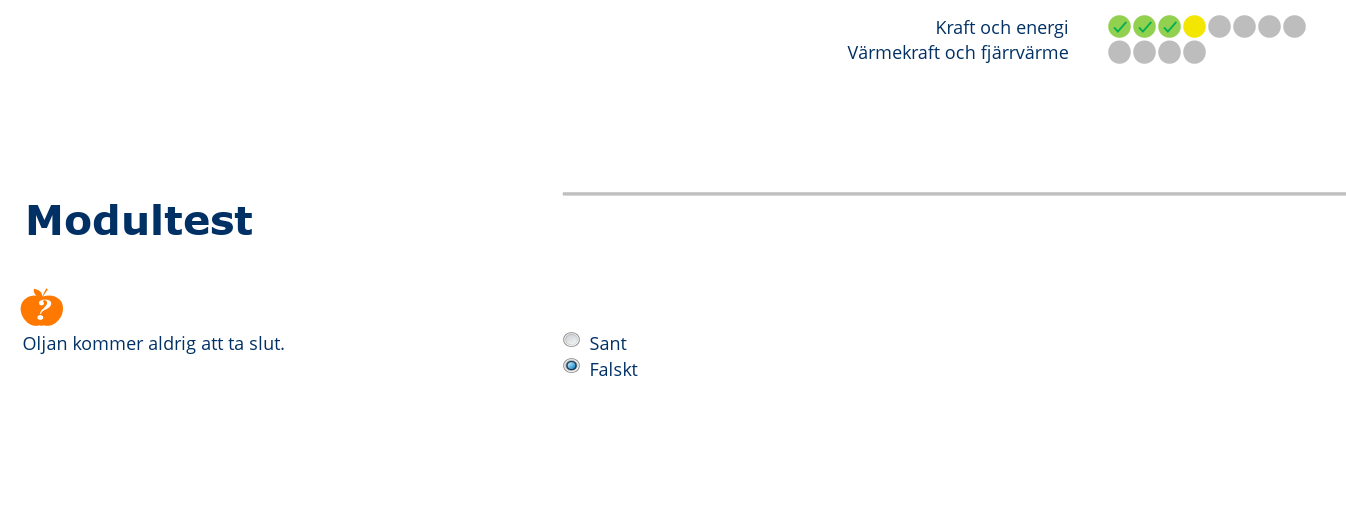 Kraft och energi
Värmekraft och fjärrvärme
Modultest
?
Oljan kommer aldrig att ta slut.
Sant
Falskt